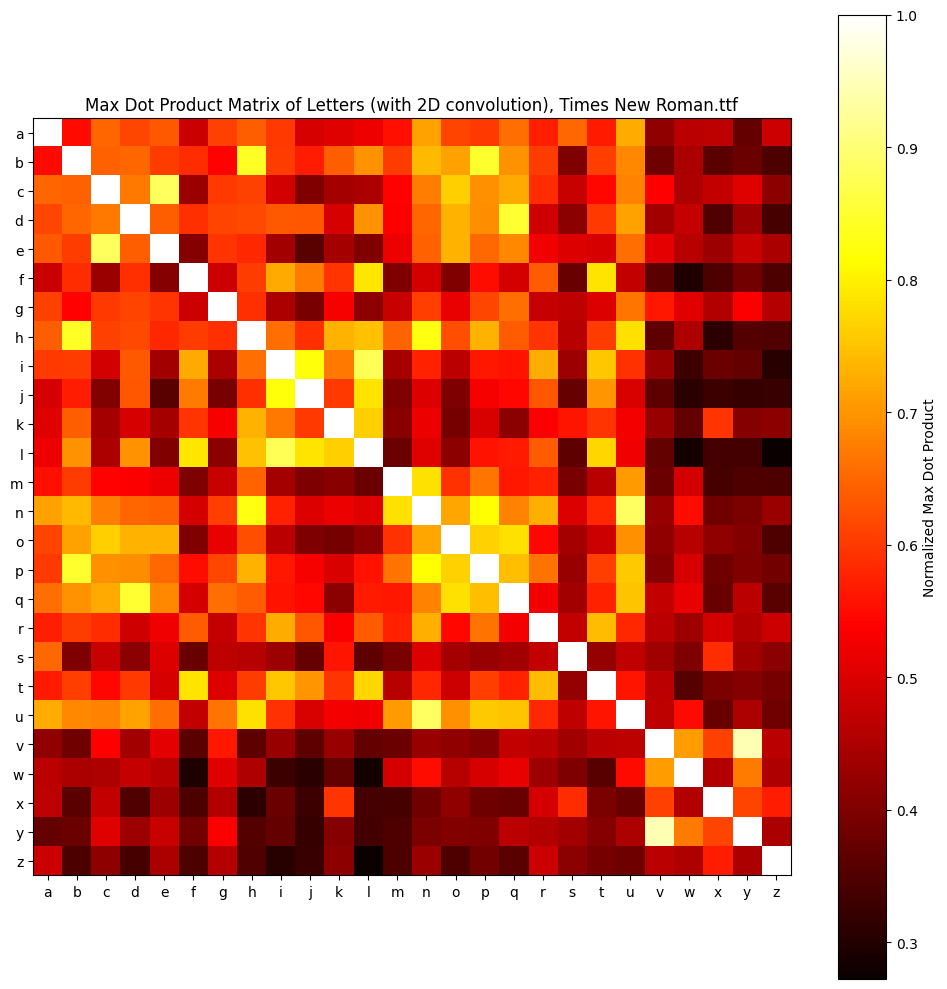 Max Dot Product Matrix of Letters (with 2D convolution), Times New Roman.ttf
a
b
c
d
e
f
g
h
i
j
k
l
m
n
o
p
q
r
s
t
u
v
w
x
y
z
a b c d e f g h i j k l m n o p q r s t u v w x y z
1.0
0.9
0.8
0.7
0.6
0.5
0.4
0.3
Normalized Max Dot Product